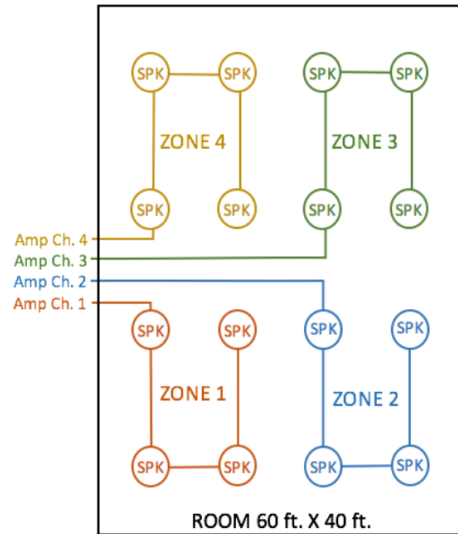 SPK SPK SPK SPK
ZONE 4 ZONE 3
SPK SPK SPK SPK
Amp Ch. 4
Amp Ch. 3
Amp Ch. 2
Amp Ch. 1
SPK SPK SPK SPK
ZONE 1 ZONE 2
SPK SPK SPK SPK
ROOM 60 ft. X 40 ft.